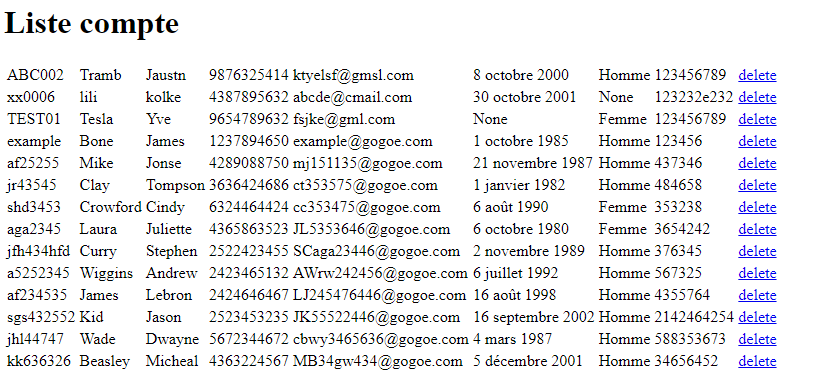 Liste compte
ABC002 Tramb Jaustn 9876325414 ktyelsf@gmsl.com 8 octobre 2000 Homme 123456789 delete
xx0006 lili kolke 4387895632 abcde@cmail.com 30 octobre 2001 None 123232e232 delete
TEST01 Tesla Yve 9654789632 fsjke@gml.com None Femme 123456789 delete
example Bone James 1237894650 example@gogoe.com 1 octobre 1985 Homme 123456 delete
af25255 Mike Jonse 4289088750 mj151135@gogoe.com 21 novembre 1987 Homme 437346 delete
jr43545 Clay Tompson 3636424686 ct353575@gogoe.com 1 janvier 1982 Homme 484658 delete
shd3453 Crowford Cindy 6324464424 cc353475@gogoe.com 6 août 1990 Femme 353238 delete
aga2345 Laura Juliette 4365863523 JL5353646@gogoe.com 6 octobre 1980 Femme 3654242 delete
jfh434hfd Curry Stephen 2522423455 SCaga23446@gogoe.com 2 novembre 1989 Homme 376345 delete
a5252345 Wiggins Andrew 2423465132 AWrw242456@gogoe.com 6 juillet 1992 Homme 567325 delete
af234535 James Lebron 2424646467 LJ245476446@gogoe.com 16 août 1998 Homme 4355764 delete
sgs432552 Kid Jason 2523453235 JK55522446@gogoe.com 16 septembre 2002 Homme 2142464254 delete
jhl44747 Wade Dwayne 5672344672 cbwy3465636@gogoe.com 4 mars 1987 Homme 588353673 delete
kk636326 Beasley Micheal 4363224567 MB34gw434@gogoe.com 5 décembre 2001 Homme 34656452 delete